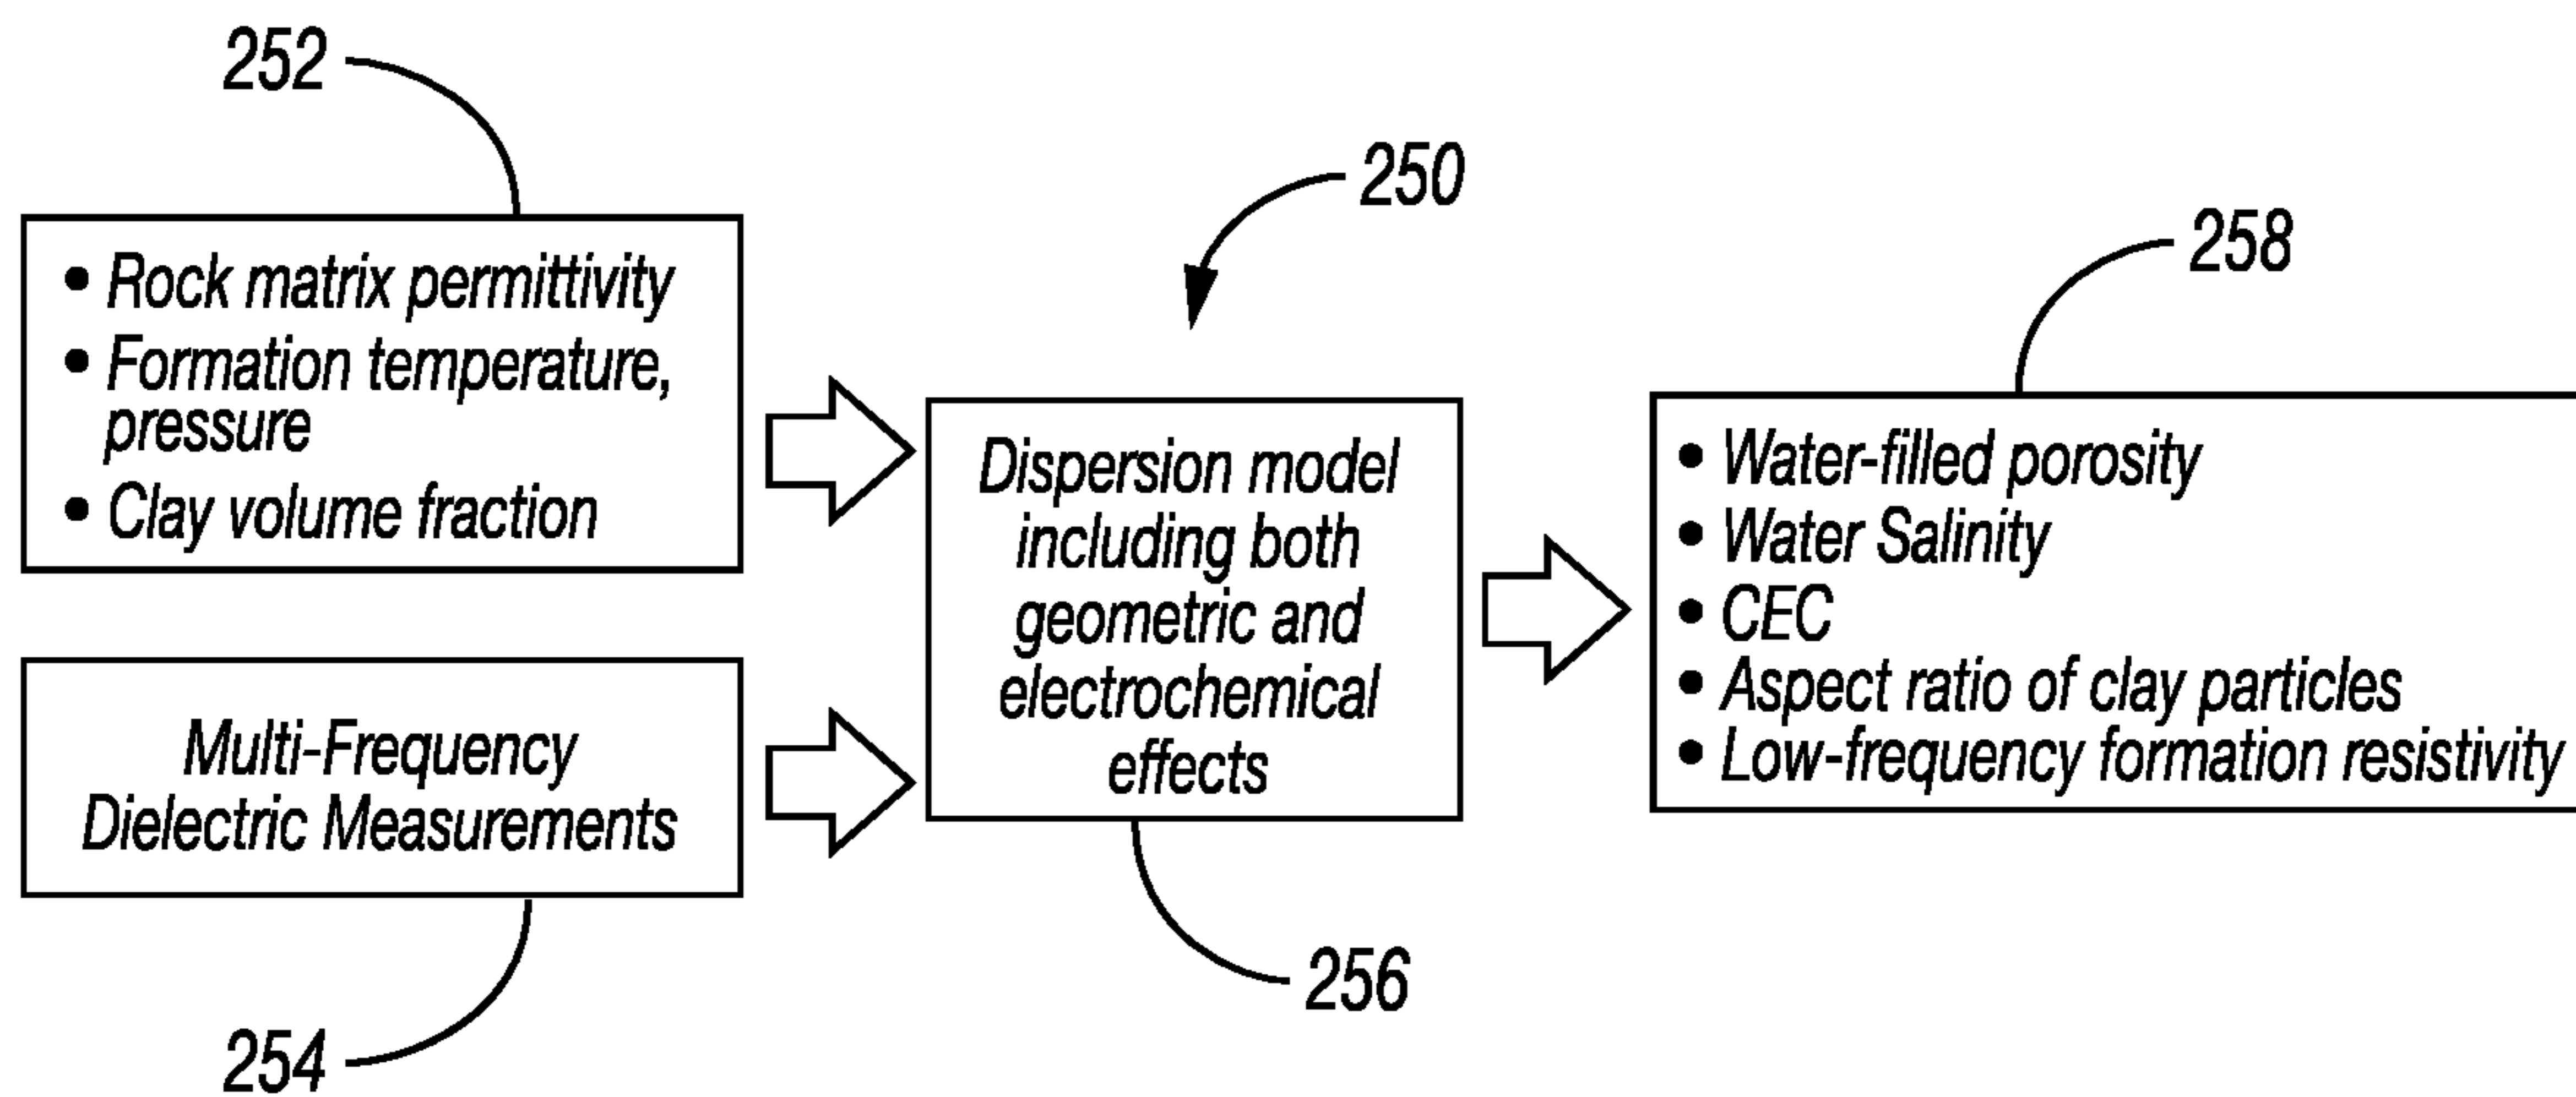 252
• Rock matrix permittivity
• Formation temperature,
pressure
• Clay volume fraction
Multi-Frequency
Dielectric Measurements
254
250
Dispersion model
including both
geometric and
electrochemical
effects
256
258
• Water-filled porosity
• Water Salinity
• CEC
• Aspect ratio of clay particles
• Low-frequency formation resistivity